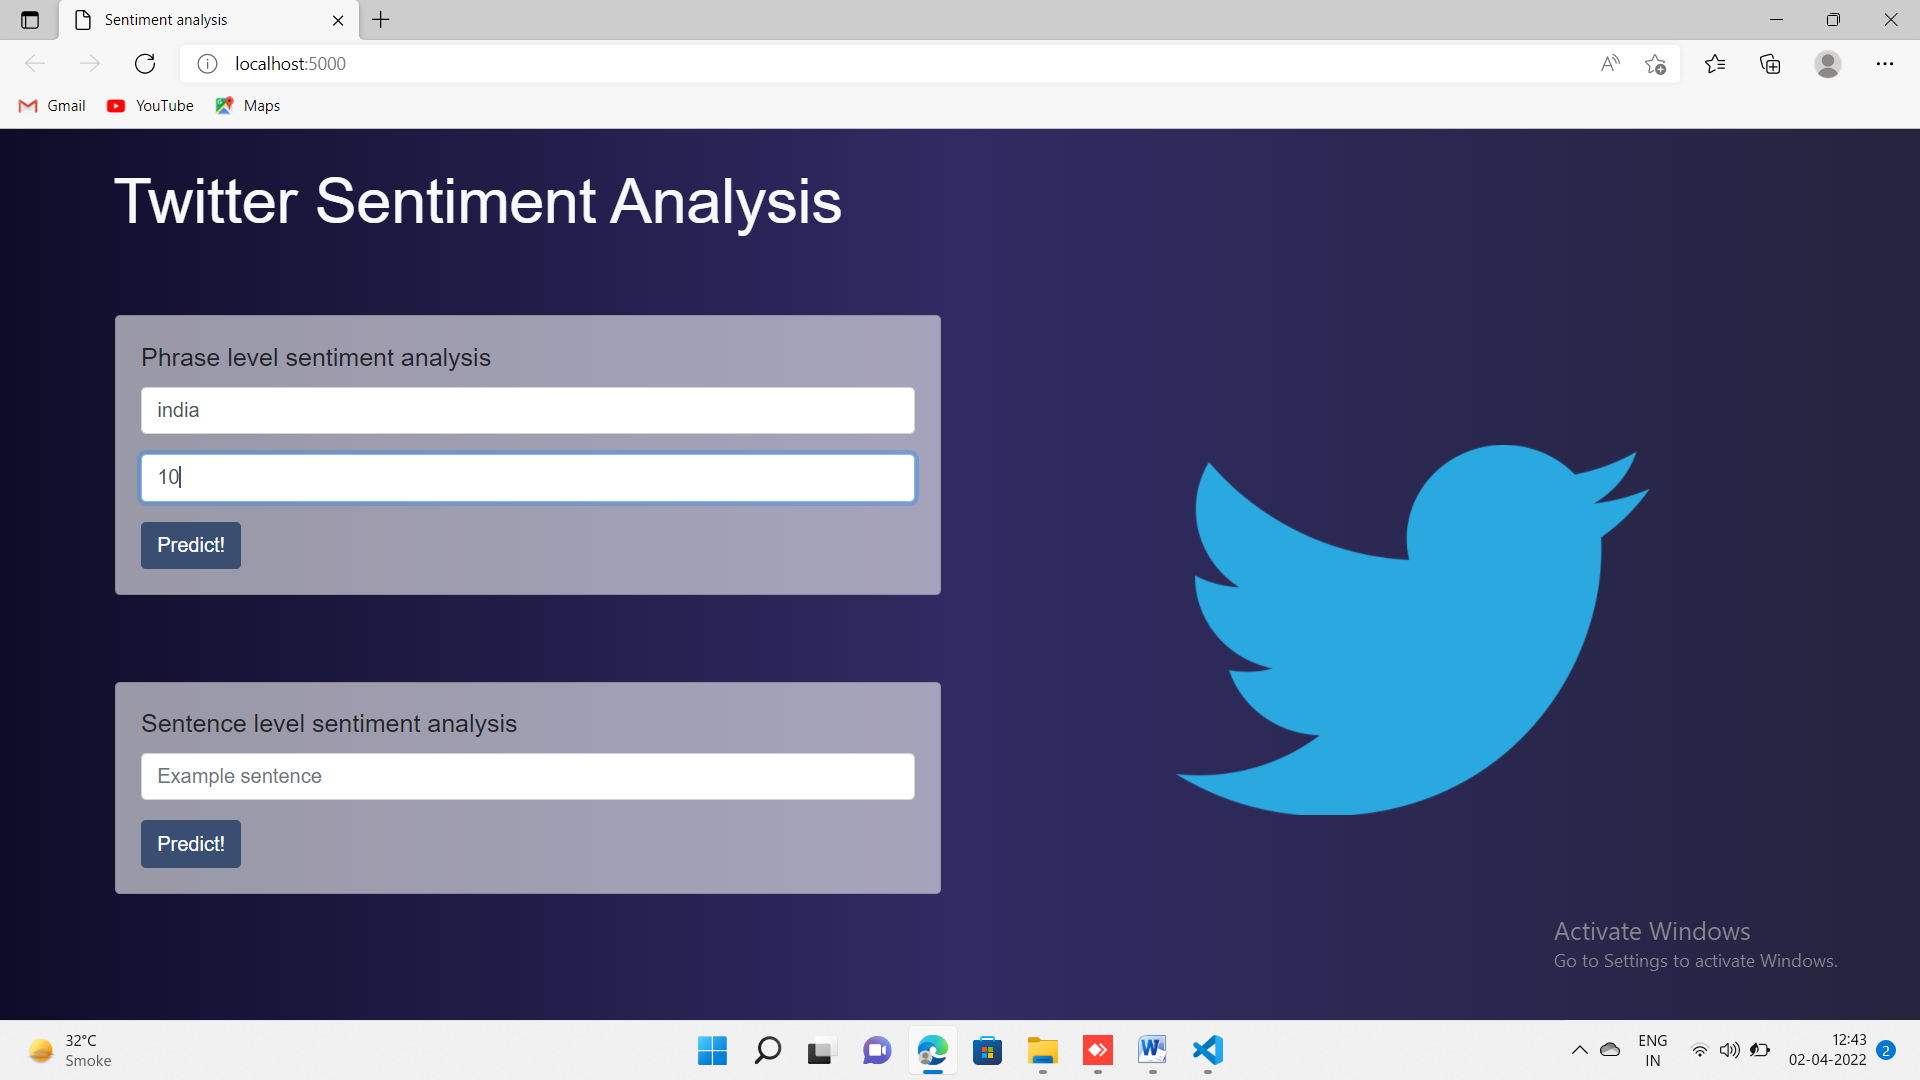 Sentiment analysis
localhost:5000
Gmail
YouTube
Maps
Twitter Sentiment Analysis
Phrase level sentiment analysis
india
10
Predict!
Sentence level sentiment analysis
Example sentence
Predict!
Activate Windows
Go to Settings to activate Windows.
32°C
Smoke
ENG
IN
12:43
02-04-2022
2